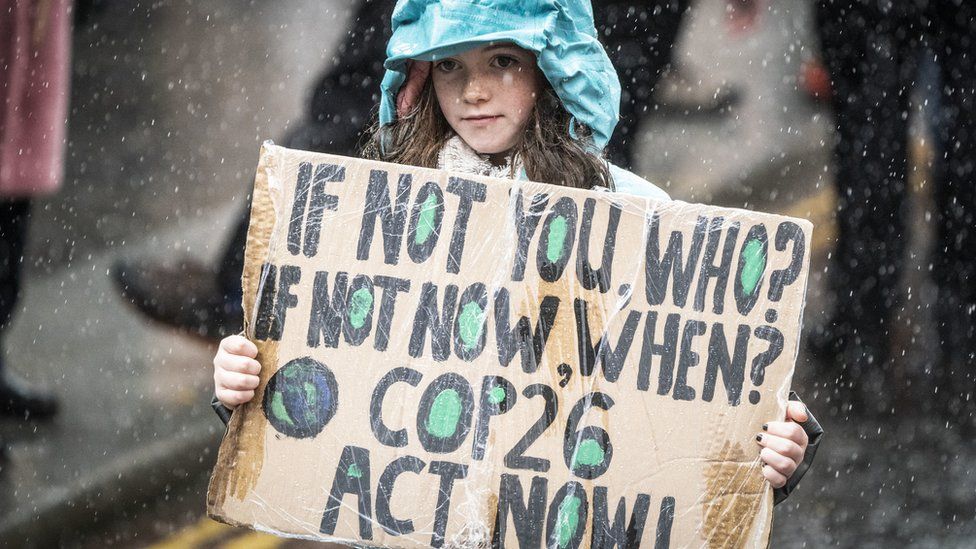 IF NOT YOU, WHO?
IF NOT NOW, WHEN?
COP26
ACT NOW!